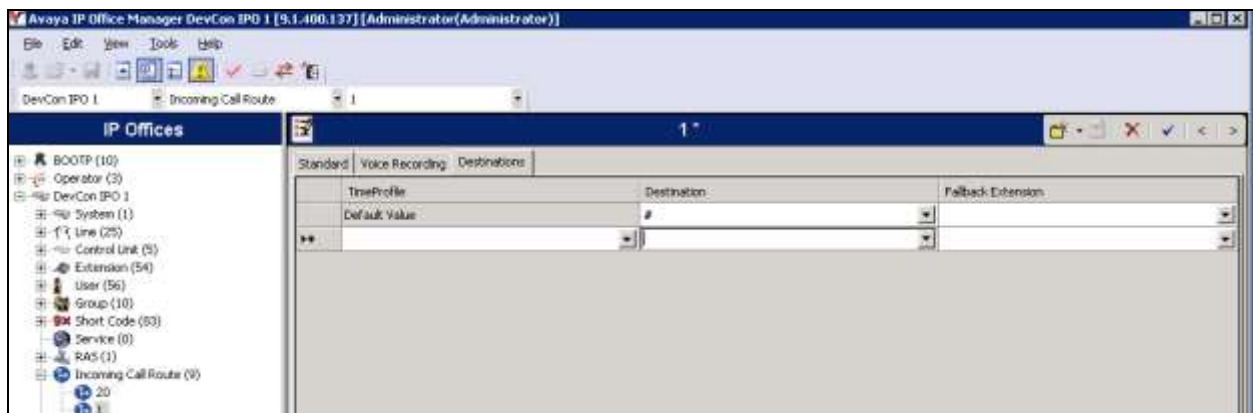 Avaya IP Office Manager DevCon IPO 1 [9.1.400.137] [Administrator(Administrator)]
File Edit View Tools Help
DevCon IPO 1 Incoming Call Route 1
IP Offices
1 *
BOOTP (10)
Operator (3)
DevCon IPO 1
System (1)
Line (25)
Control Unit (5)
Extension (54)
User (56)
Group (10)
Short Code (63)
Service (0)
RAS (1)
Incoming Call Route (9)
20
1
Standard Voice Recording Destinations
TimeProfile Destination Fallback Extension
Default Value #